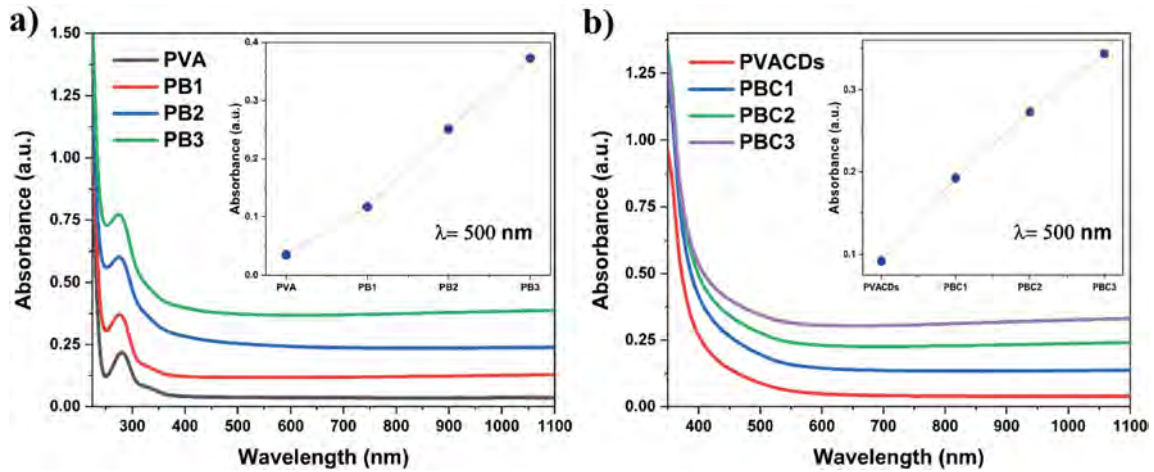 a)
1.50
1.25
1.00
0.75
0.50
0.25
0.00
Absorbance (a.u.)
300 400 500 600 700 800 900 1000 1100
Wavelength (nm)
PVA
PB1
PB2
PB3
0.4
0.3
0.2
0.1
0.0
Absorbance (a.u.)
PVA PB1 PB2 PB3
λ= 500 nm
b)
1.25
1.00
0.75
0.50
0.25
0.00
Absorbance (a.u.)
400 500 600 700 800 900 1000 1100
Wavelength (nm)
PVACDs
PBC1
PBC2
PBC3
0.3
0.2
0.1
Absorbance (a.u.)
PVACDs PBC1 PBC2 PBC3
λ= 500 nm